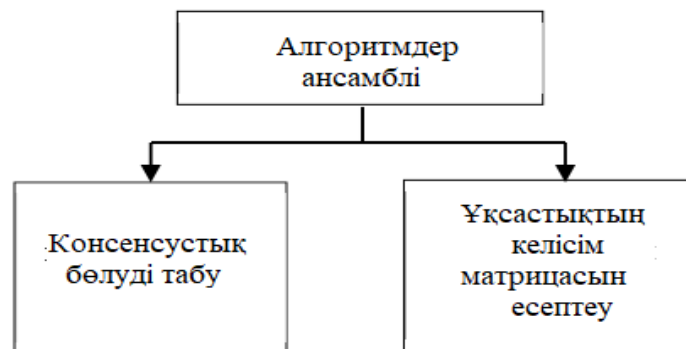 Алгоритмдер
ансамблі
Консенсустық
бөлуді табу
Ұқсастықтың
келісім
матрицасын
есептеу